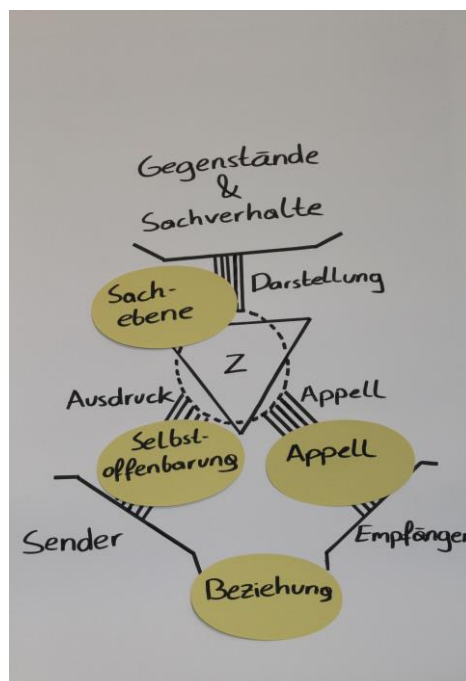 Gegenstände
&
Sachverhalte
Darstellung
Sach-
ebene
Z
Ausdruck
Appell
Selbst-
offenbarung
Appell
Sender
Empfänger
Beziehung